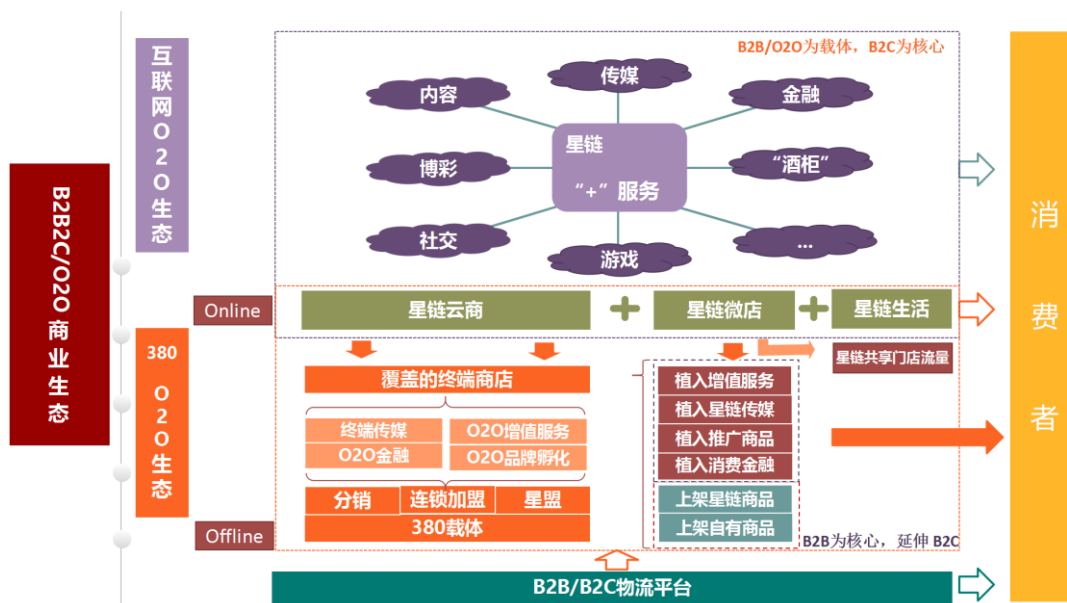 B2B2C/O2O商业生态
互联网O2O生态
380
O2O生态
B2B/O2O为载体，B2C为核心
传媒
内容
金融
星链
“+”服务
博彩
“酒柜”
社交
游戏
...
Online
星链云商
星链微店
星链生活
星链共享门店流量
覆盖的终端商店
终端传媒
O2O增值服务
O2O金融
O2O品牌孵化
分销
连锁加盟
星盟
380载体
植入增值服务
植入星链传媒
植入推广商品
植入消费金融
上架星链商品
上架自有商品
Offline
B2B为核心，延伸 B2C
B2B/B2C物流平台
消费者